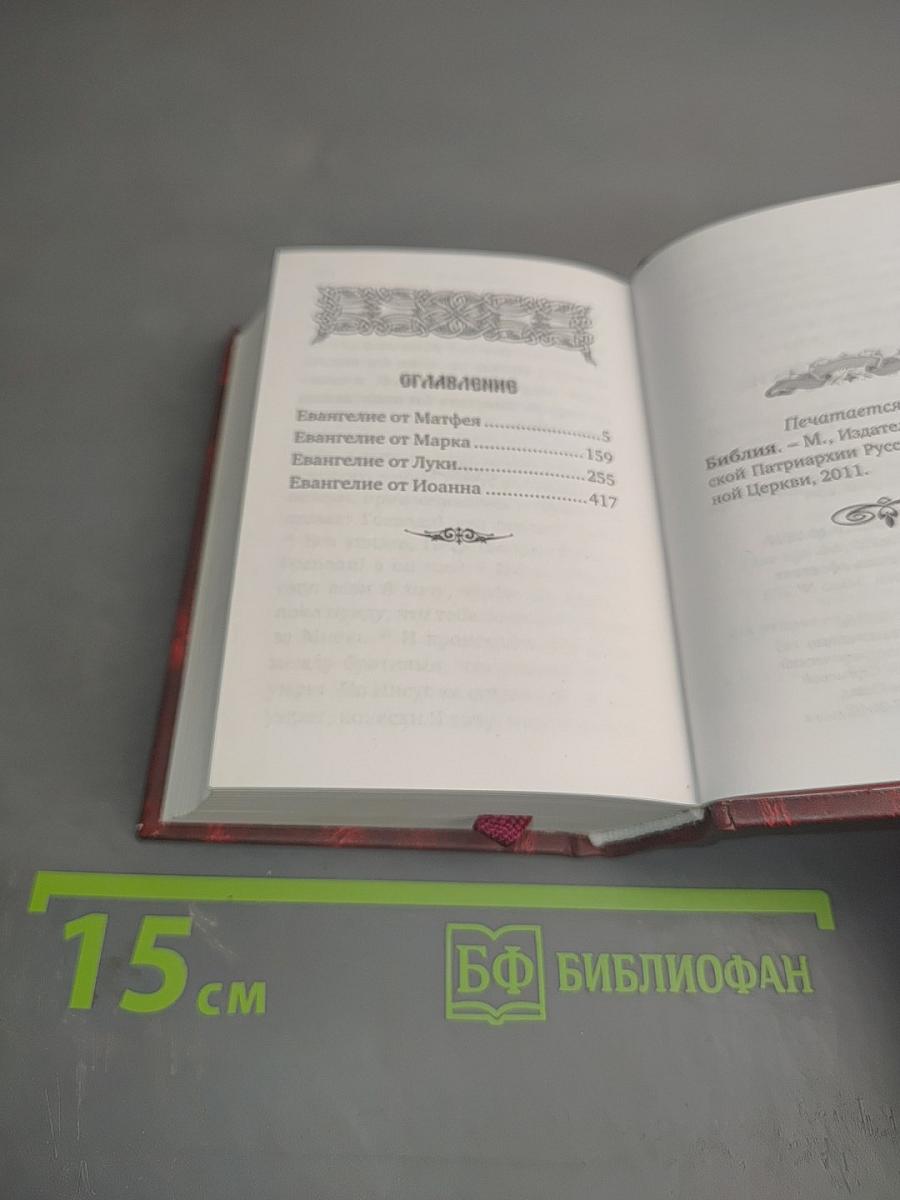 ОГЛАВЛЕНИЕ
Евангелие от Матфея ......................5
Евангелие от Марка ....................159
Евангелие от Луки.......................255
Евангелие от Иоанна ..................417
Печатается
Библия. – М., Издател
ской Патриархии Русс
ной Церкви, 2011.
15 см
БФ БИБЛИОФАН